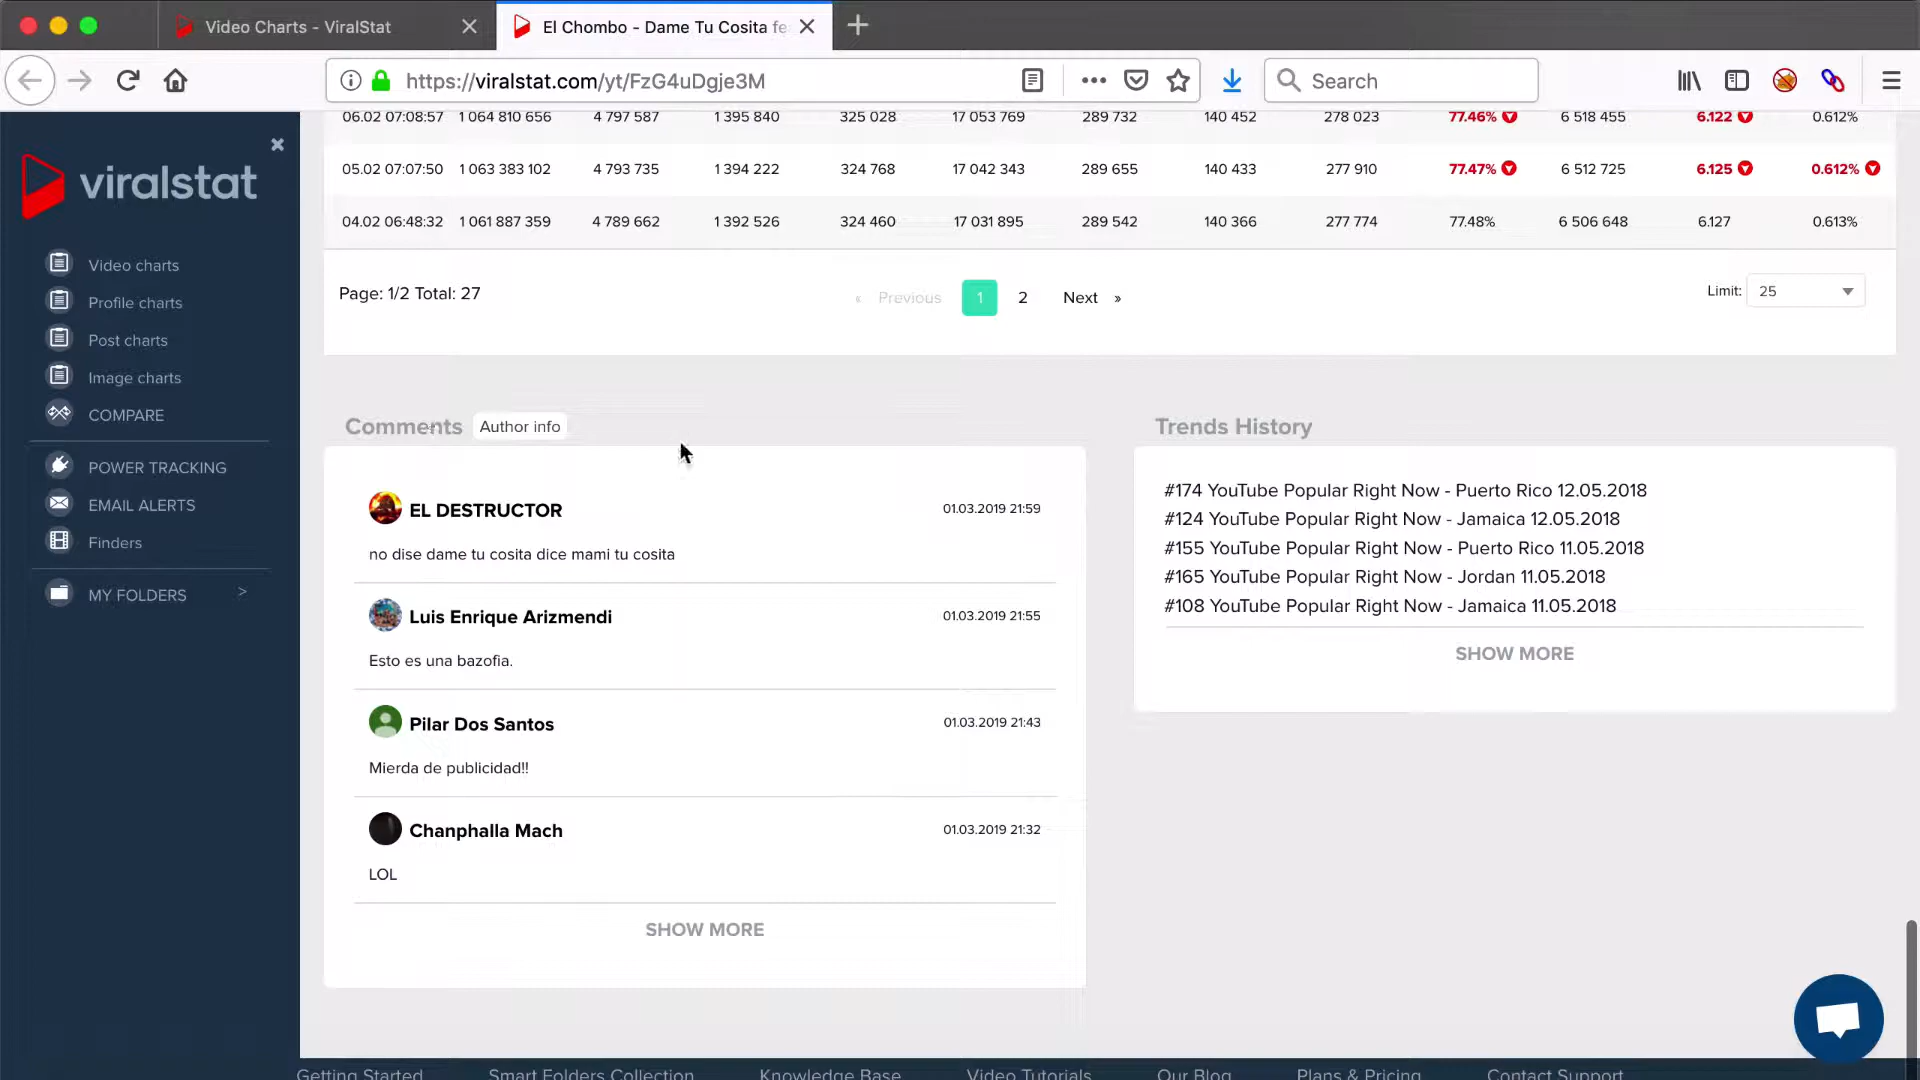 Video Charts - ViralStat
El Chombo - Dame Tu Cosita fe
https://viralstat.com/yt/FzG4uDgje3M
Search
viralstat
Video charts
Profile charts
Post charts
Image charts
COMPARE
POWER TRACKING
EMAIL ALERTS
Finders
MY FOLDERS >
06.02 07:08:57 1 064 810 656 4 797 587 1 395 840 325 028 17 053 769 289 732 140 452 278 023 77.46% 6 518 455 6.122 0.612%
05.02 07:07:50 1 063 383 102 4 793 735 1 394 222 324 768 17 042 343 289 655 140 433 277 910 77.47% 6 512 725 6.125 0.612%
04.02 06:48:32 1 061 887 359 4 789 662 1 392 526 324 460 17 031 895 289 542 140 366 277 774 77.48% 6 506 648 6.127 0.613%
Page: 1/2 Total: 27
« Previous 1 2 Next »
Limit: 25
Comments Author info
EL DESTRUCTOR 01.03.2019 21:59
no dise dame tu cosita dice mami tu cosita
Luis Enrique Arizmendi 01.03.2019 21:55
Esto es una bazofia.
Pilar Dos Santos 01.03.2019 21:43
Mierda de publicidad!!
Chanphalla Mach 01.03.2019 21:32
LOL
SHOW MORE
Trends History
#174 YouTube Popular Right Now - Puerto Rico 12.05.2018
#124 YouTube Popular Right Now - Jamaica 12.05.2018
#155 YouTube Popular Right Now - Puerto Rico 11.05.2018
#165 YouTube Popular Right Now - Jordan 11.05.2018
#108 YouTube Popular Right Now - Jamaica 11.05.2018
SHOW MORE
Getting Started Smart Folders Collection Knowledge Base Video Tutorials Our Blog Plans & Pricing Contact Support